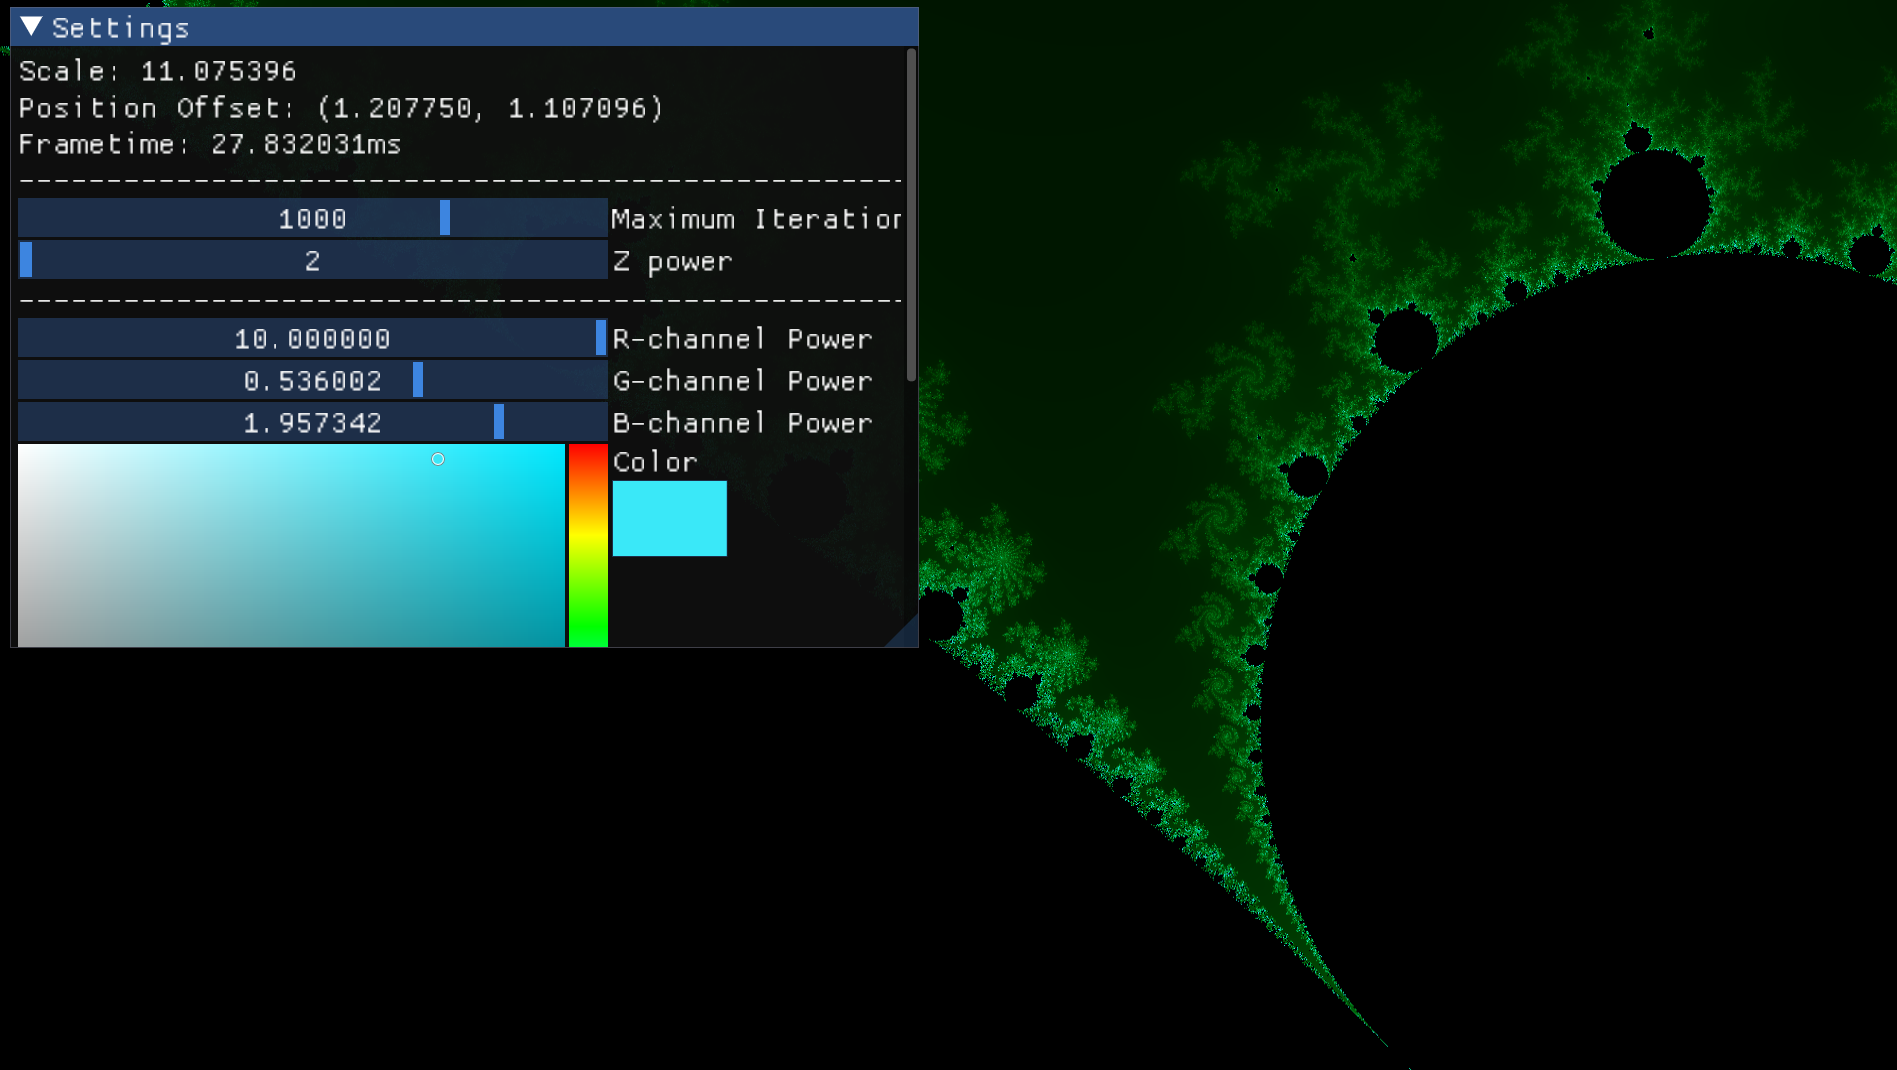 Settings
Scale: 11.075396
Position Offset: (1.207750, 1.107096)
Frametime: 27.832031ms
--------------------------------------------------------------------------------
1000 Maximum Iteration
2 Z power
--------------------------------------------------------------------------------
10.000000 R-channel Power
0.536002 G-channel Power
1.957342 B-channel Power
Color